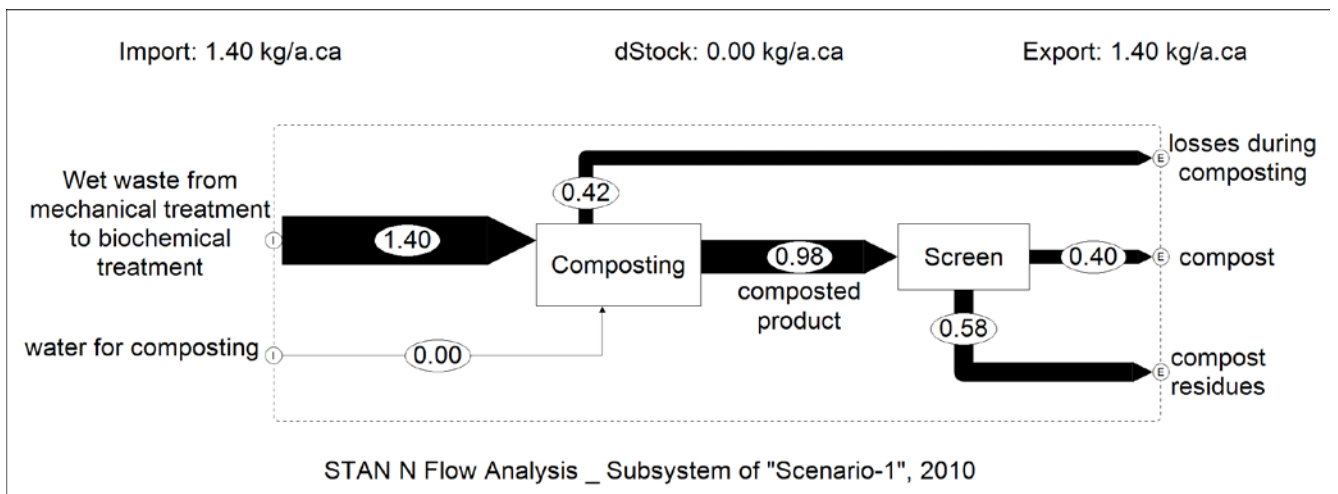 Import: 1.40 kg/a.ca
dStock: 0.00 kg/a.ca
Export: 1.40 kg/a.ca
losses during
composting
E
0.42
Wet waste from
mechanical treatment
to biochemical
treatment
I
1.40
Composting
0.98
composted
product
Screen
0.40
E
compost
0.58
water for composting
I
0.00
E
compost
residues
STAN N Flow Analysis _ Subsystem of "Scenario-1", 2010